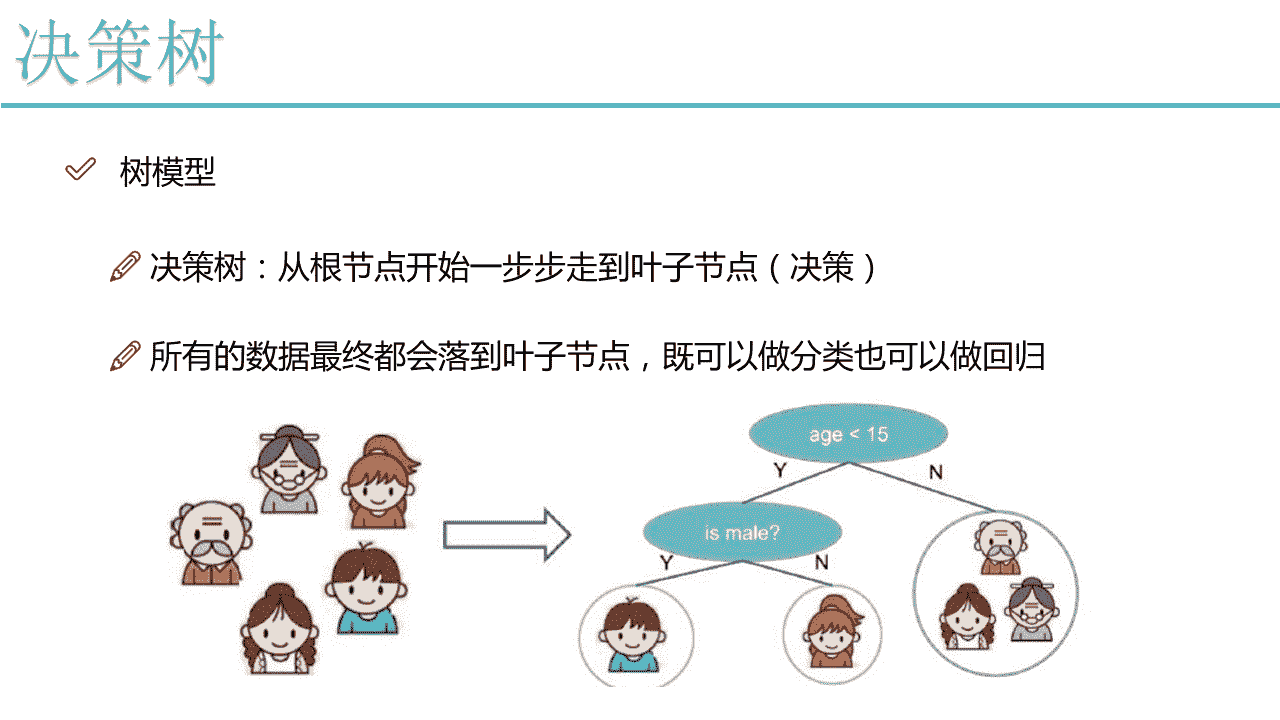 决策树
树模型
决策树：从根节点开始一步步走到叶子节点（决策）
所有的数据最终都会落到叶子节点，既可以做分类也可以做回归
age < 15
Y
N
is male?
Y
N